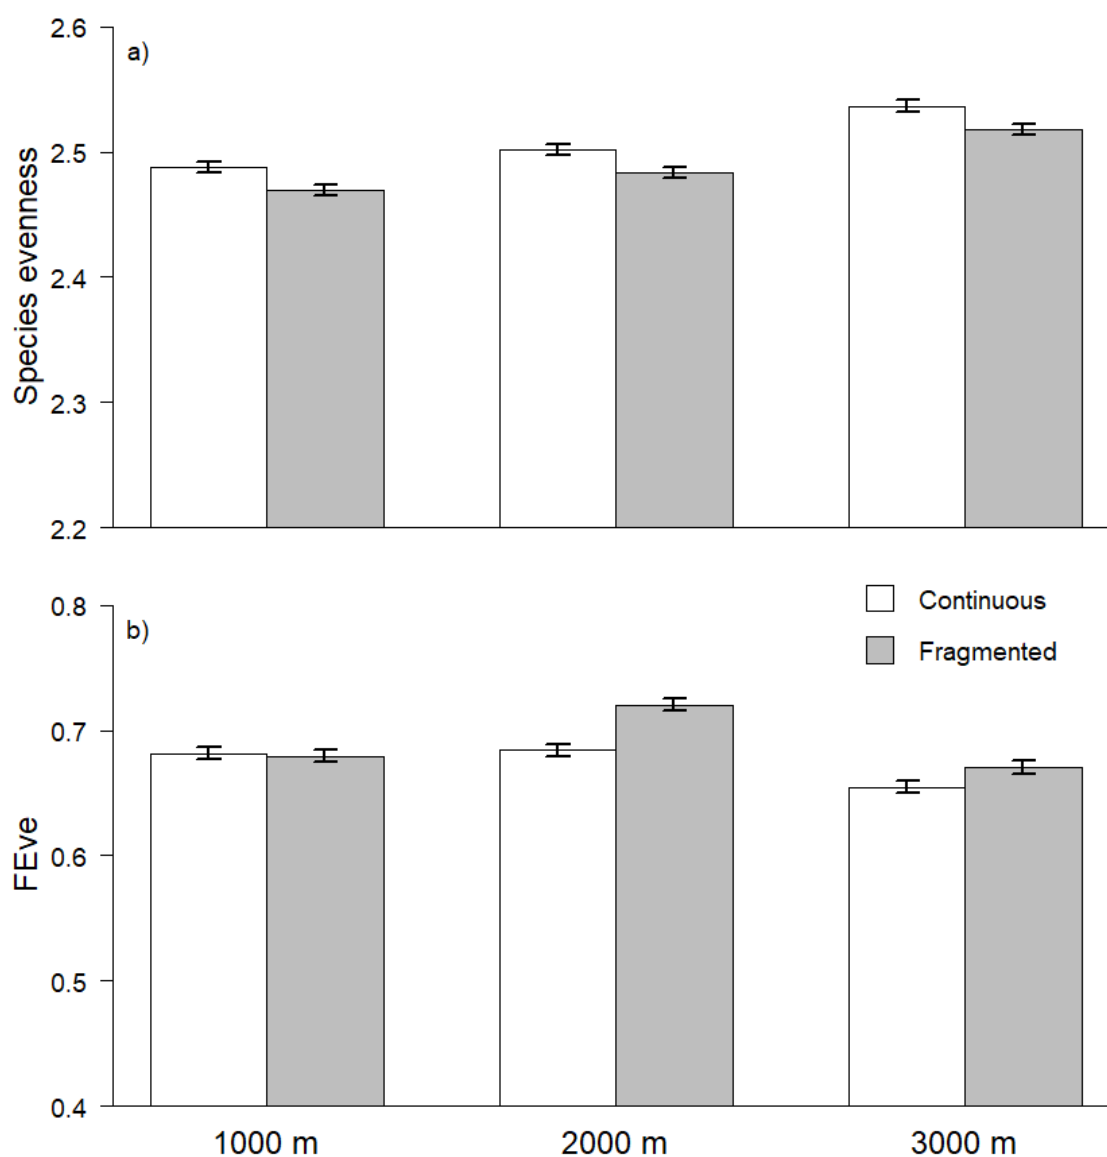 2.6
a)
2.5
2.4
2.3
2.2
Species evenness
Continuous
Fragmented
0.8
b)
0.7
0.6
0.5
0.4
FEve
1000 m
2000 m
3000 m